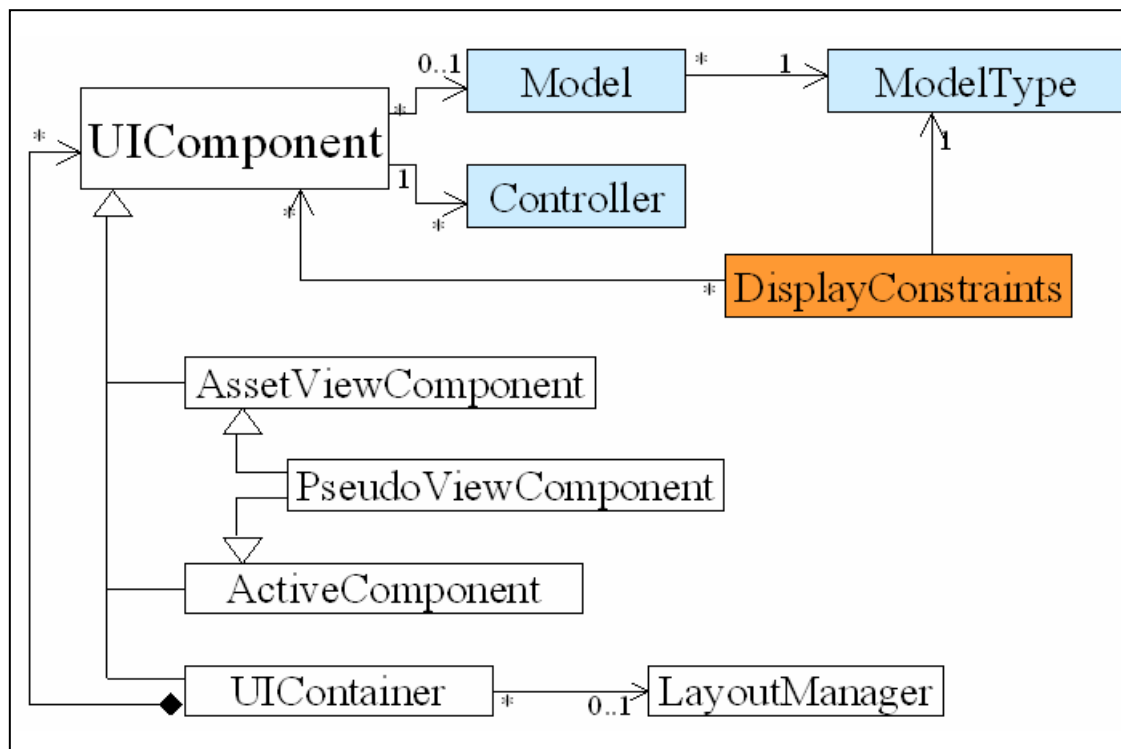 0..1
*
Model
*
1
ModelType
*
UIComponent
1
*
Controller
1
*
*
DisplayConstraints
AssetViewComponent
PseudoViewComponent
ActiveComponent
UIContainer
*
0..1
LayoutManager